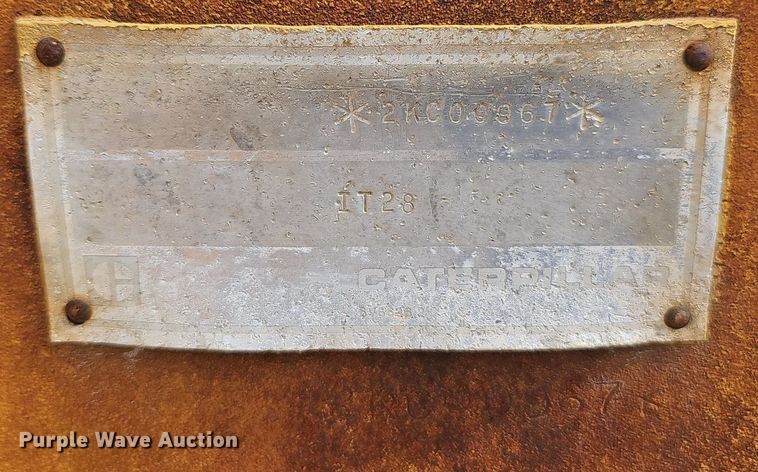 *2KC00967*
IT28
CATERPILLAR
Purple Wave Auction